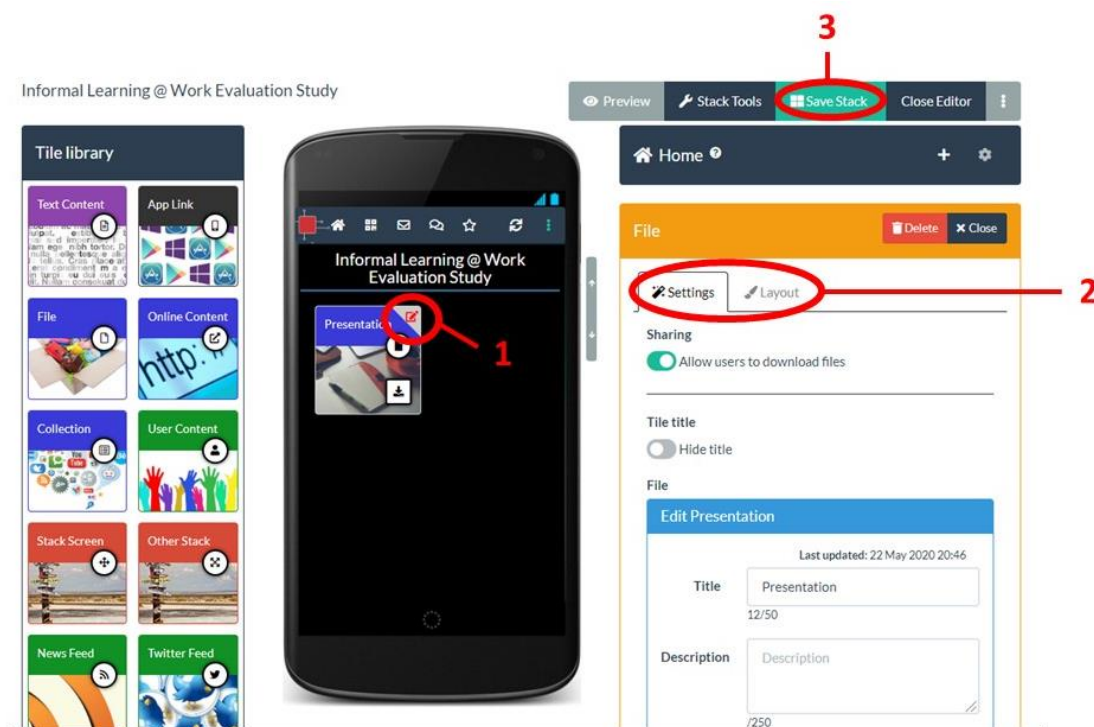 3
Informal Learning @ Work Evaluation Study
Preview
Stack Tools
Save Stack
Close Editor
Tile library
Text Content
App Link
File
Online Content
http:
Collection
User Content
Stack Screen
Other Stack
News Feed
Twitter Feed
Informal Learning @ Work
Evaluation Study
Presentation
1
Home
File
Delete
Close
Settings
Layout
2
Sharing
Allow users to download files
Tile title
Hide title
File
Edit Presentation
Last updated: 22 May 2020 20:46
Title
Presentation
12/50
Description
Description
/250